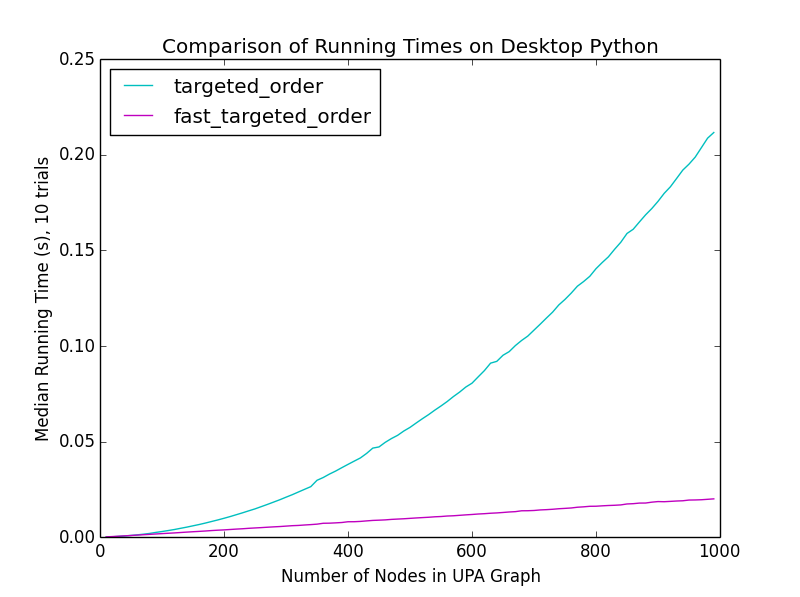 Comparison of Running Times on Desktop Python
0.25
0.20
0.15
0.10
0.05
0.00
Median Running Time (s), 10 trials
targeted_order
fast_targeted_order
0 200 400 600 800 1000
Number of Nodes in UPA Graph